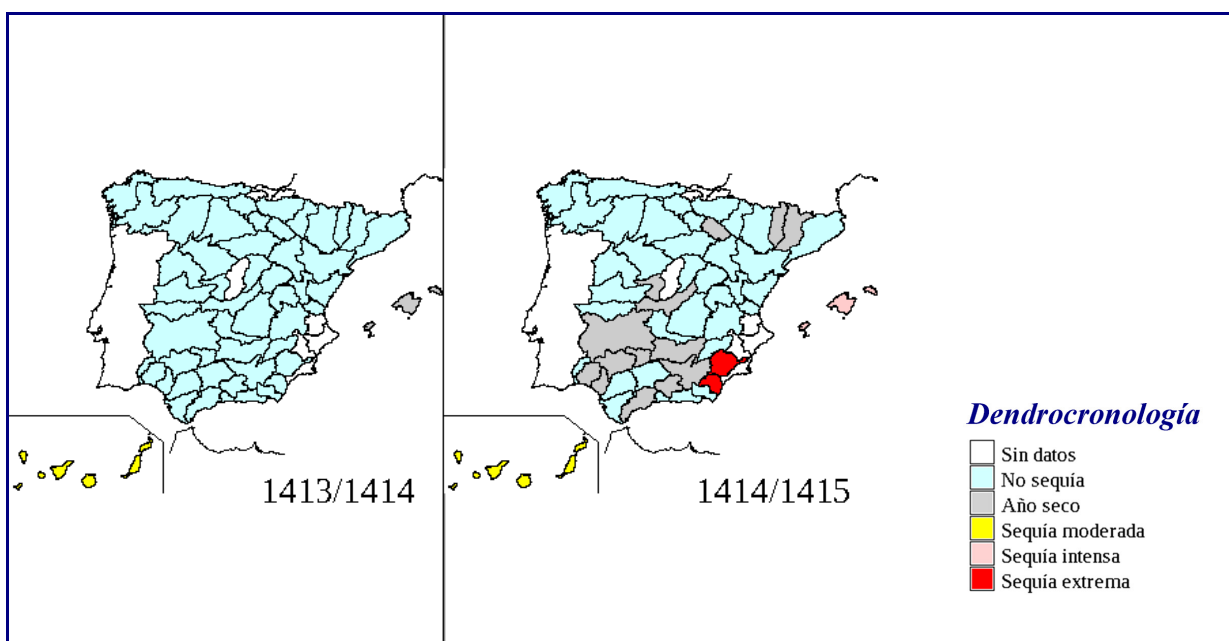 1413/1414
1414/1415
Dendrocronología
Sin datos
No sequía
Año seco
Sequía moderada
Sequía intensa
Sequía extrema